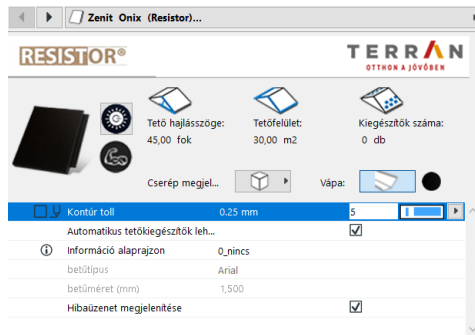 Zenit Onix (Resistor)...
RESISTOR®
TERRÁN
OTTHON A JÖVŐBEN
Tető hajlásszöge:
45,00 fok
Tetőfelület:
30,00 m2
Kiegészítők száma:
0 db
Cserép megjel...
Vápa:
Kontúr toll 0.25 mm 5
Automatikus tetőkiegészítők leh...
Információ alaprajzon 0_nincs
betűtípus Arial
betűméret (mm) 1,500
Hibaüzenet megjelenítése